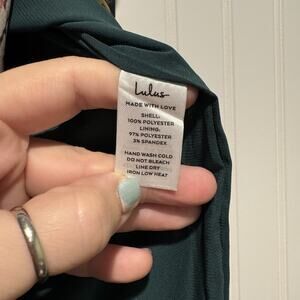 Lulus
MADE WITH LOVE
SHELL:
100% POLYESTER
LINING:
97% POLYESTER
3% SPANDEX
HAND WASH COLD
DO NOT BLEACH
LINE DRY
IRON LOW HEAT